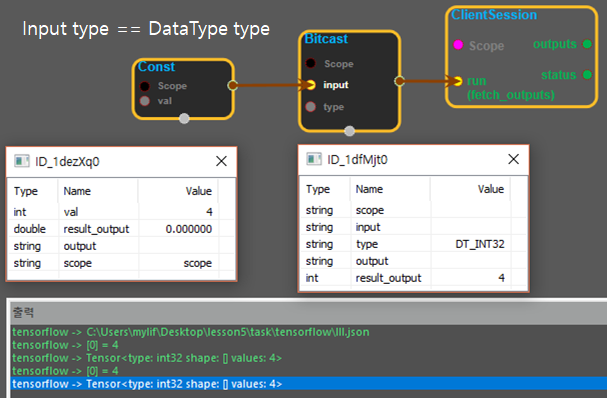 Input type == DataType type
ClientSession
Scope
outputs
status
run
(fetch_outputs)
Bitcast
Scope
input
type
Const
Scope
val
ID_1dezXq0
Type Name Value
int val 4
double result_output 0.000000
string output
string scope scope
ID_1dfMjt0
Type Name Value
string scope
string input
string type DT_INT32
string output
int result_output 4
출력
tensorflow -> C:\Users\mylif\Desktop\lesson5\task\tensorflow\III.json
tensorflow -> [0] = 4
tensorflow -> Tensor<type: int32 shape: [] values: 4>
tensorflow -> [0] = 4
tensorflow -> Tensor<type: int32 shape: [] values: 4>